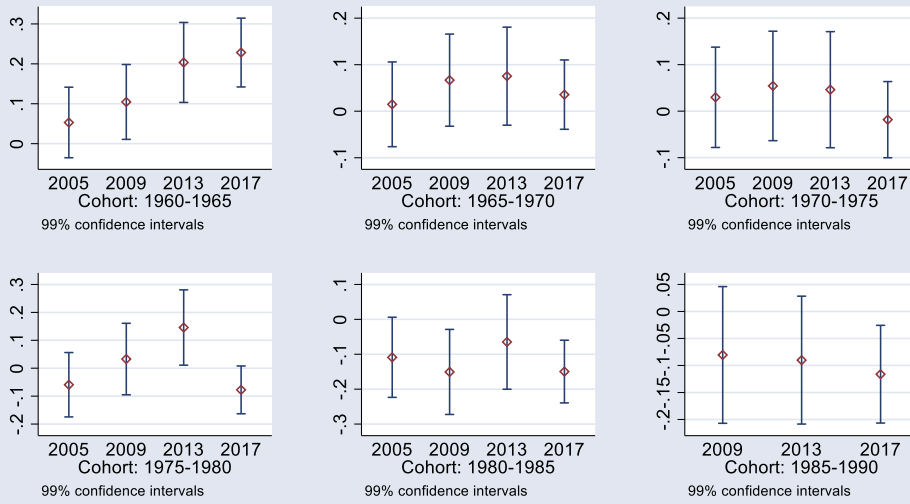 .3
.2
.1
0
2005 2009 2013 2017
Cohort: 1960-1965
99% confidence intervals
.2
.1
0
-.1
2005 2009 2013 2017
Cohort: 1965-1970
99% confidence intervals
.2
.1
0
-.1
2005 2009 2013 2017
Cohort: 1970-1975
99% confidence intervals
.3
.2
.1
0
-.1
-.2
2005 2009 2013 2017
Cohort: 1975-1980
99% confidence intervals
.1
0
-.1
-.2
-.3
2005 2009 2013 2017
Cohort: 1980-1985
99% confidence intervals
.05
0
-.05
-.1
-.15
-.2
2009 2013 2017
Cohort: 1985-1990
99% confidence intervals